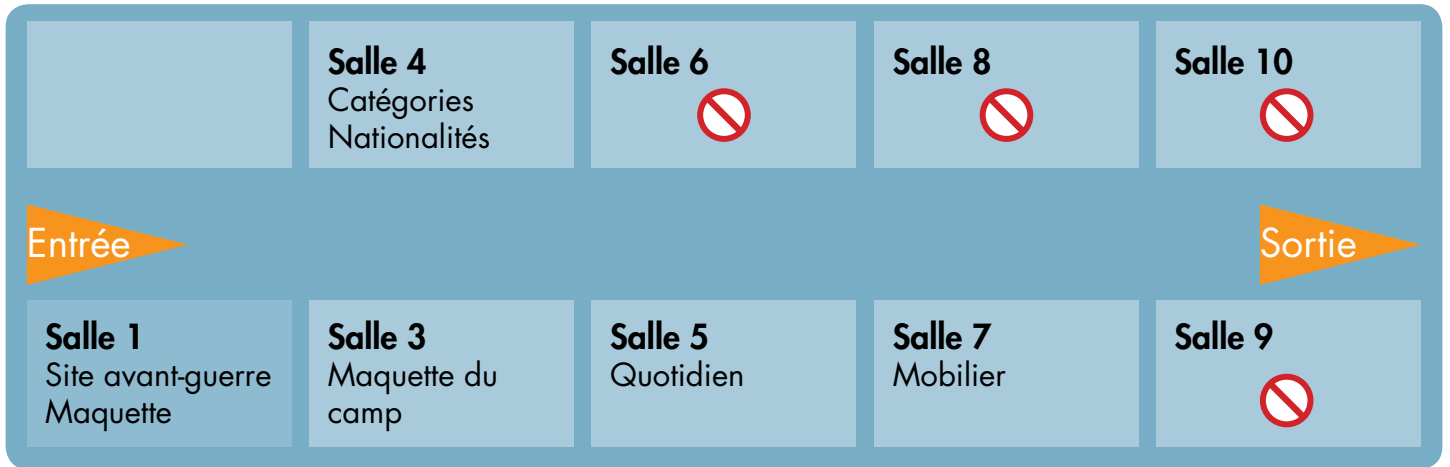 Salle 4
Catégories
Nationalités
Salle 6
Salle 8
Salle 10
Entrée
Sortie
Salle 1
Site avant-guerre
Maquette
Salle 3
Maquette du
camp
Salle 5
Quotidien
Salle 7
Mobilier
Salle 9